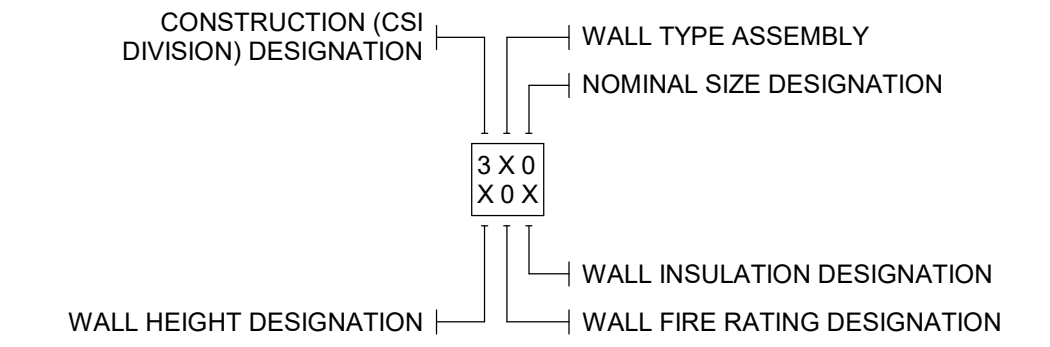 CONSTRUCTION (CSI
DIVISION) DESIGNATION
WALL TYPE ASSEMBLY
NOMINAL SIZE DESIGNATION
3 X 0
X 0 X
WALL INSULATION DESIGNATION
WALL HEIGHT DESIGNATION
WALL FIRE RATING DESIGNATION